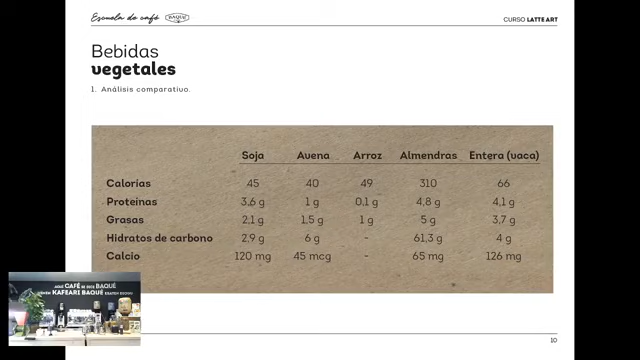 Escuela de café BAQUÉ
CURSO LATTE ART
Bebidas
vegetales
1. Análisis comparativo.
Soja Avena Arroz Almendras Entera (vaca)
Calorías 45 40 49 310 66
Proteínas 3,6 g 1 g 0,1 g 4,8 g 4,1 g
Grasas 2,1 g 1,5 g 1 g 5 g 3,7 g
Hidratos de carbono 2,9 g 6 g - 61,3 g 4 g
Calcio 120 mg 45 mcg - 65 mg 126 mg
CAFÉ SE DICE BAQUÉ
KAFEARI BAQUÉ
10